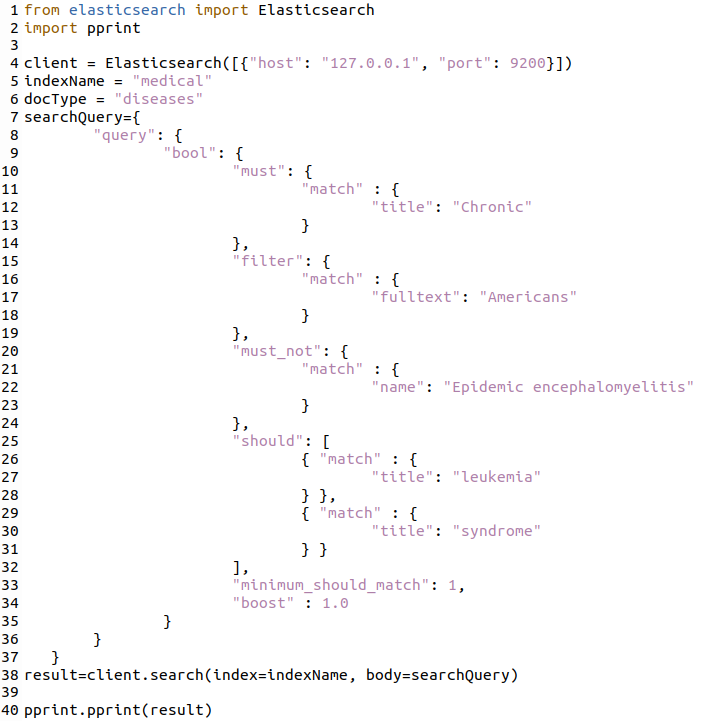 1 from elasticsearch import Elasticsearch
2 import pprint
3
4 client = Elasticsearch([{"host": "127.0.0.1", "port": 9200}])
5 indexName = "medical"
6 docType = "diseases"
7 searchQuery={
8         "query": {
9                 "bool": {
10                         "must": {
11                                 "match" : {
12                                         "title": "Chronic"
13                                 }
14                         },
15                         "filter": {
16                                 "match" : {
17                                         "fulltext": "Americans"
18                                 }
19                         },
20                         "must_not": {
21                                 "match" : {
22                                         "name": "Epidemic encephalomyelitis"
23                                 }
24                         },
25                         "should": [
26                                 { "match" : {
27                                         "title": "leukemia"
28                                 } },
29                                 { "match" : {
30                                         "title": "syndrome"
31                                 } }
32                         ],
33                         "minimum_should_match": 1,
34                         "boost" : 1.0
35                 }
36         }
37    }
38 result=client.search(index=indexName, body=searchQuery)
39
40 pprint.pprint(result)